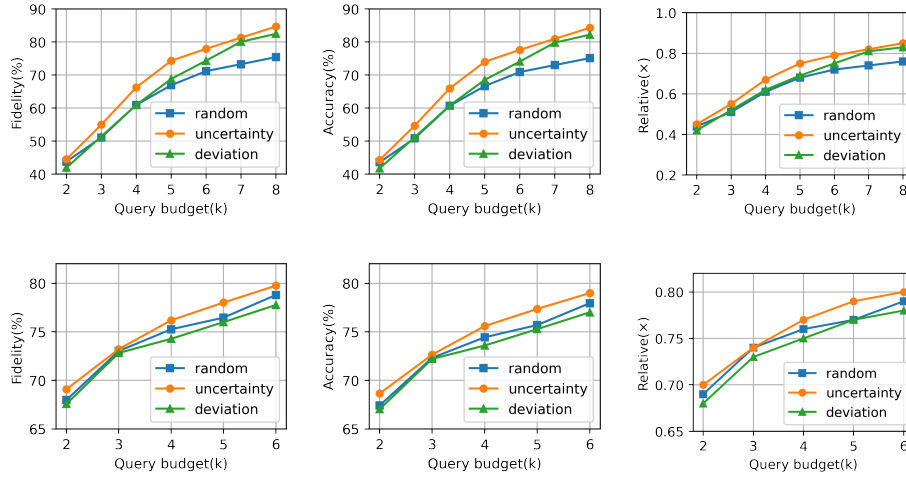 90
80
70
60
50
40
Fidelity(%)
random
uncertainty
deviation
2 3 4 5 6 7 8
Query budget(k)
90
80
70
60
50
40
Accuracy(%)
random
uncertainty
deviation
2 3 4 5 6 7 8
Query budget(k)
1.0
0.8
0.6
0.4
0.2
Relative(×)
random
uncertainty
deviation
2 3 4 5 6 7 8
Query budget(k)
80
75
70
65
Fidelity(%)
random
uncertainty
deviation
2 3 4 5 6
Query budget(k)
80
75
70
65
Accuracy(%)
random
uncertainty
deviation
2 3 4 5 6
Query budget(k)
0.80
0.75
0.70
0.65
Relative(×)
random
uncertainty
deviation
2 3 4 5 6
Query budget(k)